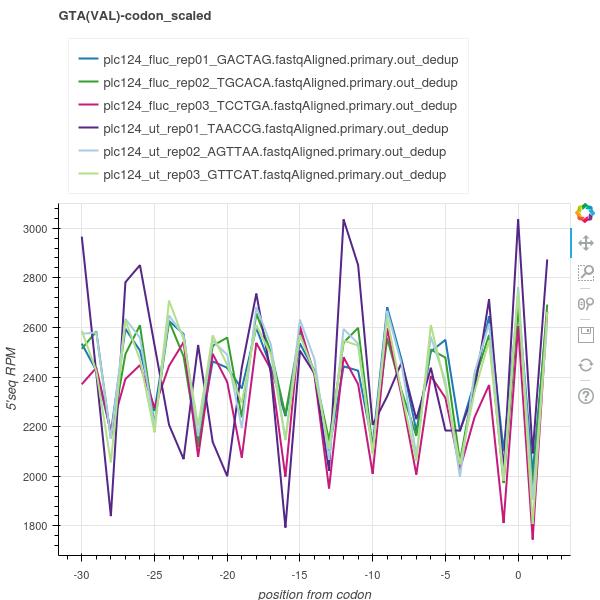 GTA(VAL)-codon_scaled
plc124_fluc_rep01_GACTAG.fastqAligned.primary.out_dedup
plc124_fluc_rep02_TGCACA.fastqAligned.primary.out_dedup
plc124_fluc_rep03_TCCTGA.fastqAligned.primary.out_dedup
plc124_ut_rep01_TAACCG.fastqAligned.primary.out_dedup
plc124_ut_rep02_AGTTAA.fastqAligned.primary.out_dedup
plc124_ut_rep03_GTTCAT.fastqAligned.primary.out_dedup
3000
2800
2600
2400
2200
2000
1800
5'seq RPM
-30 -25 -20 -15 -10 -5 0
position from codon